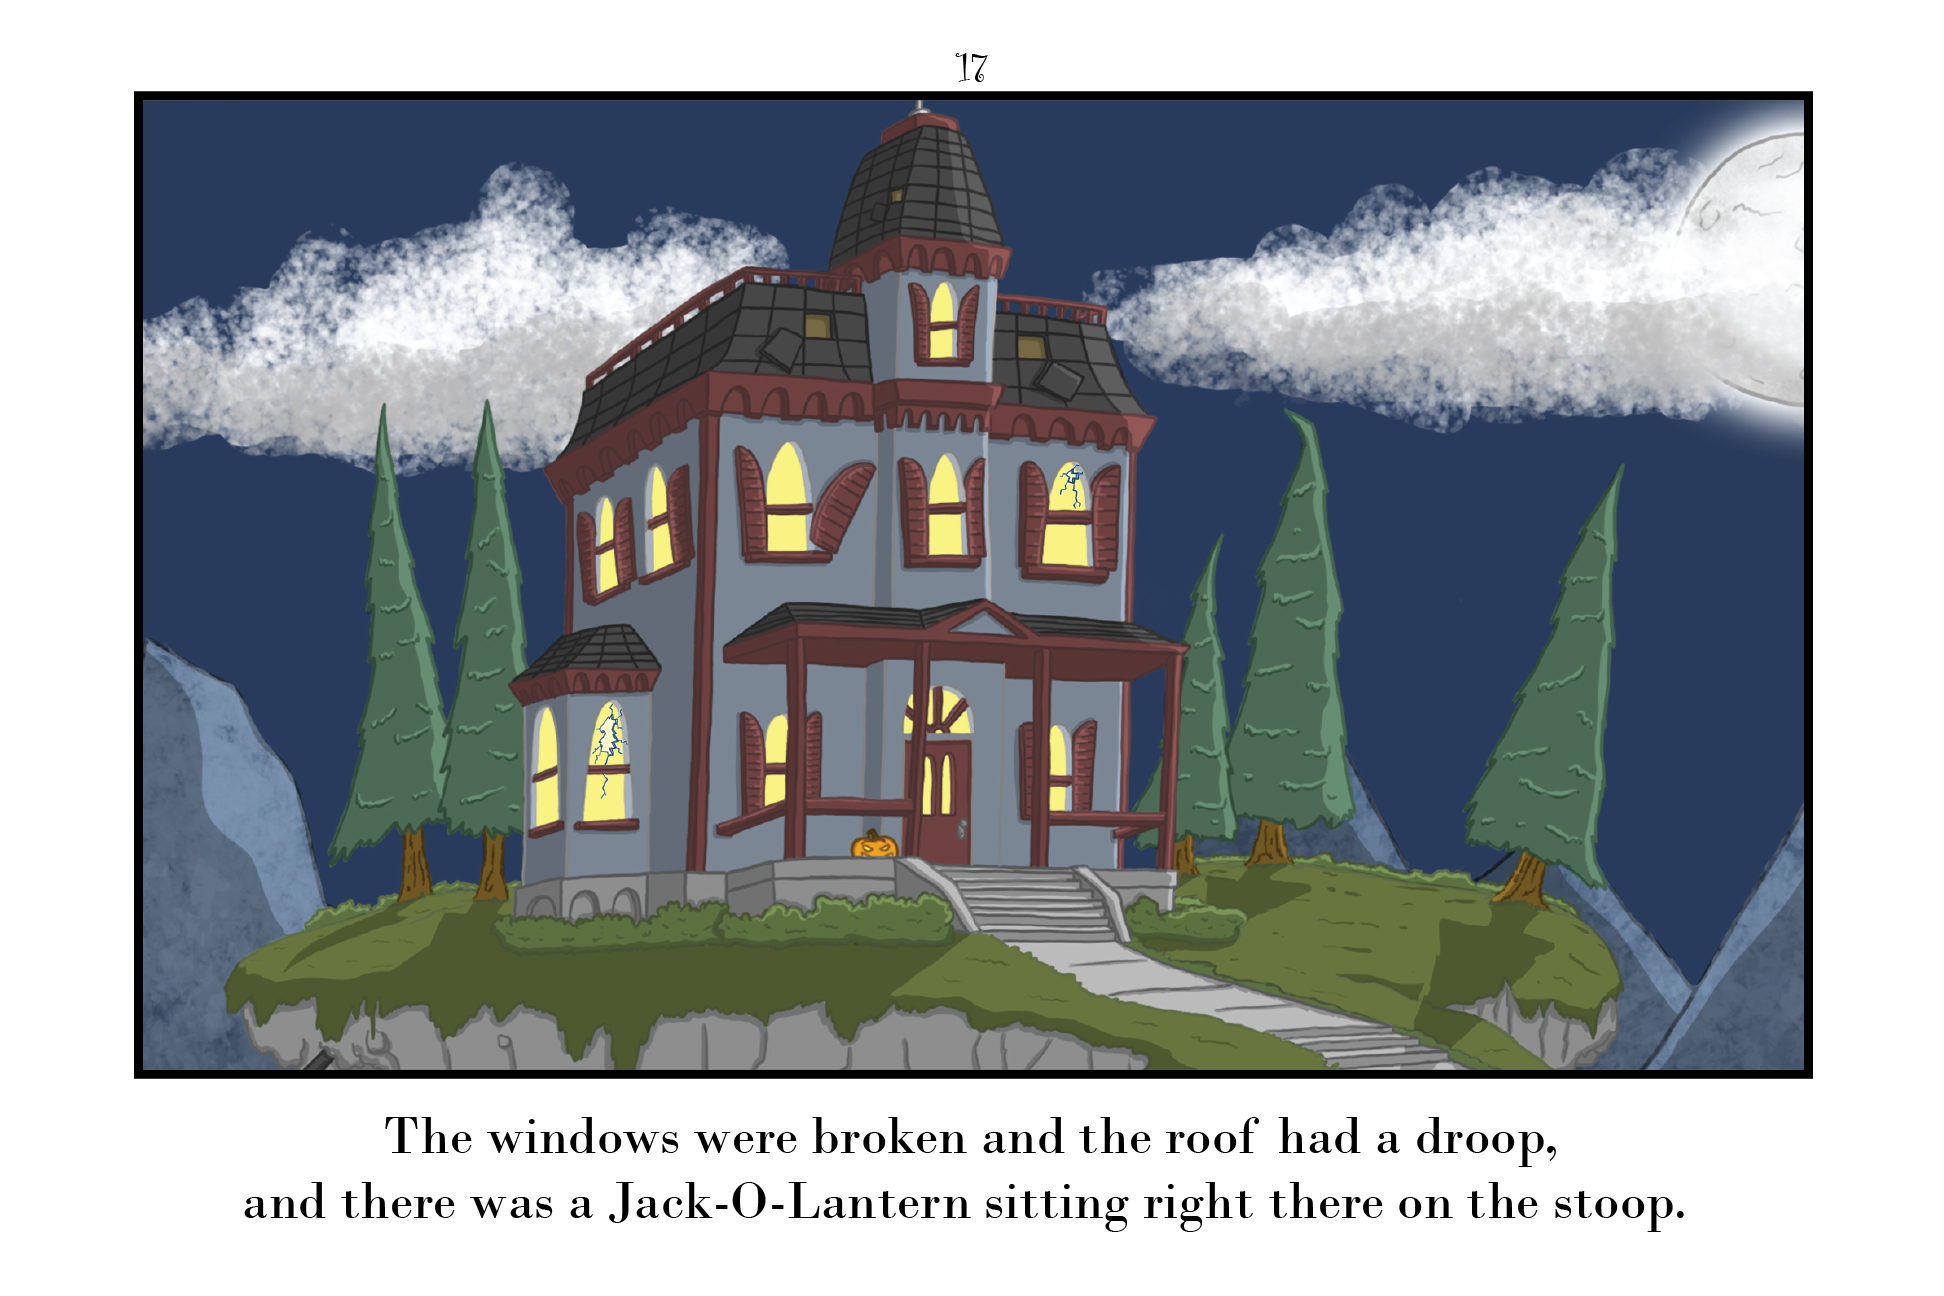 17
The windows were broken and the roof had a droop,
and there was a Jack-O-Lantern sitting right there on the stoop.